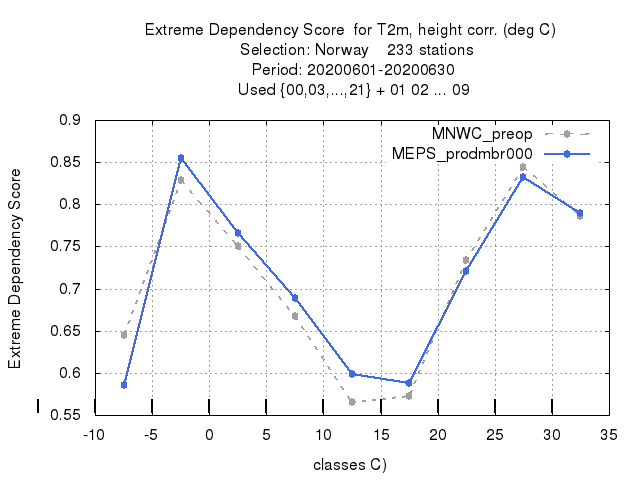 Extreme Dependency Score  for T2m, height corr. (deg C)
Selection: Norway    233 stations
Period: 20200601-20200630
Used {00,03,...,21} + 01 02 ... 09
MNWC_preop
MEPS_prodmbr000
Extreme Dependency Score
0.9
0.85
0.8
0.75
0.7
0.65
0.6
0.55
-10 -5 0 5 10 15 20 25 30 35
classes C)